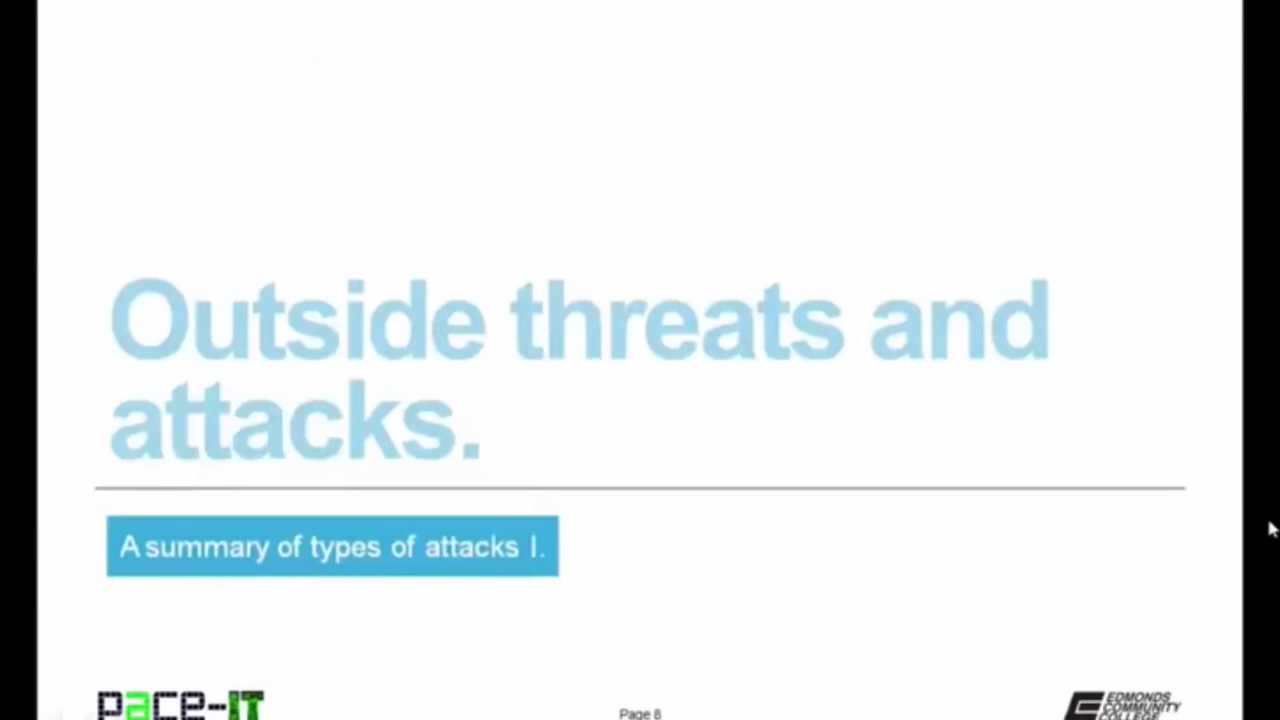 Outside threats and
attacks.
A summary of types of attacks I.
pace-IT
Page 8
EDMONDS
COMMUNITY
COLLEGE